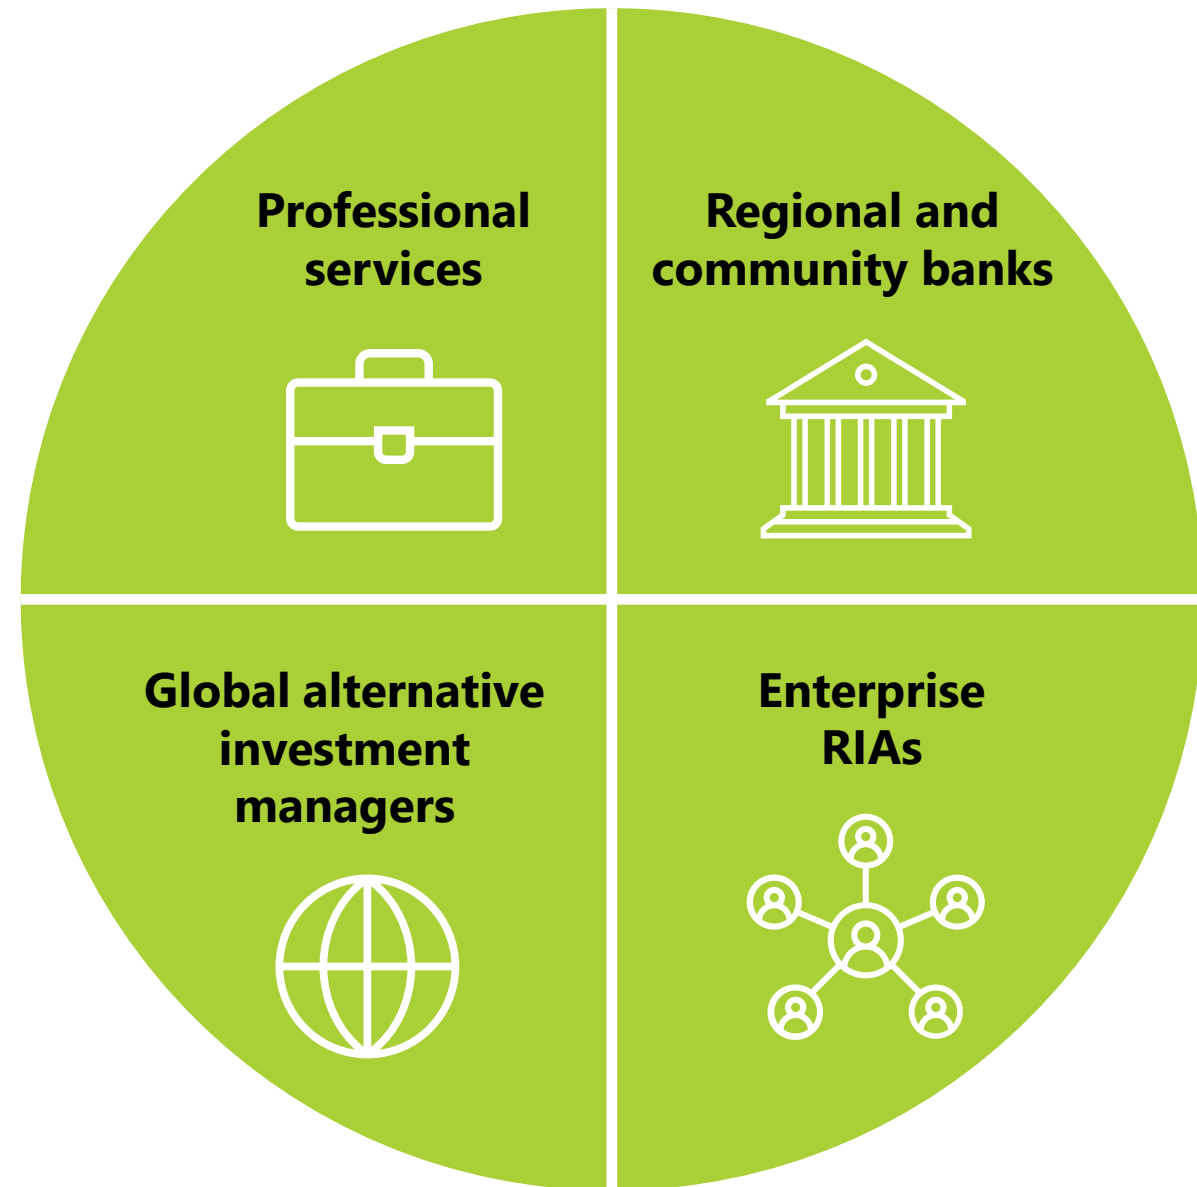 Professional
services
Regional and
community banks
Global alternative
investment
managers
Enterprise
RIAs